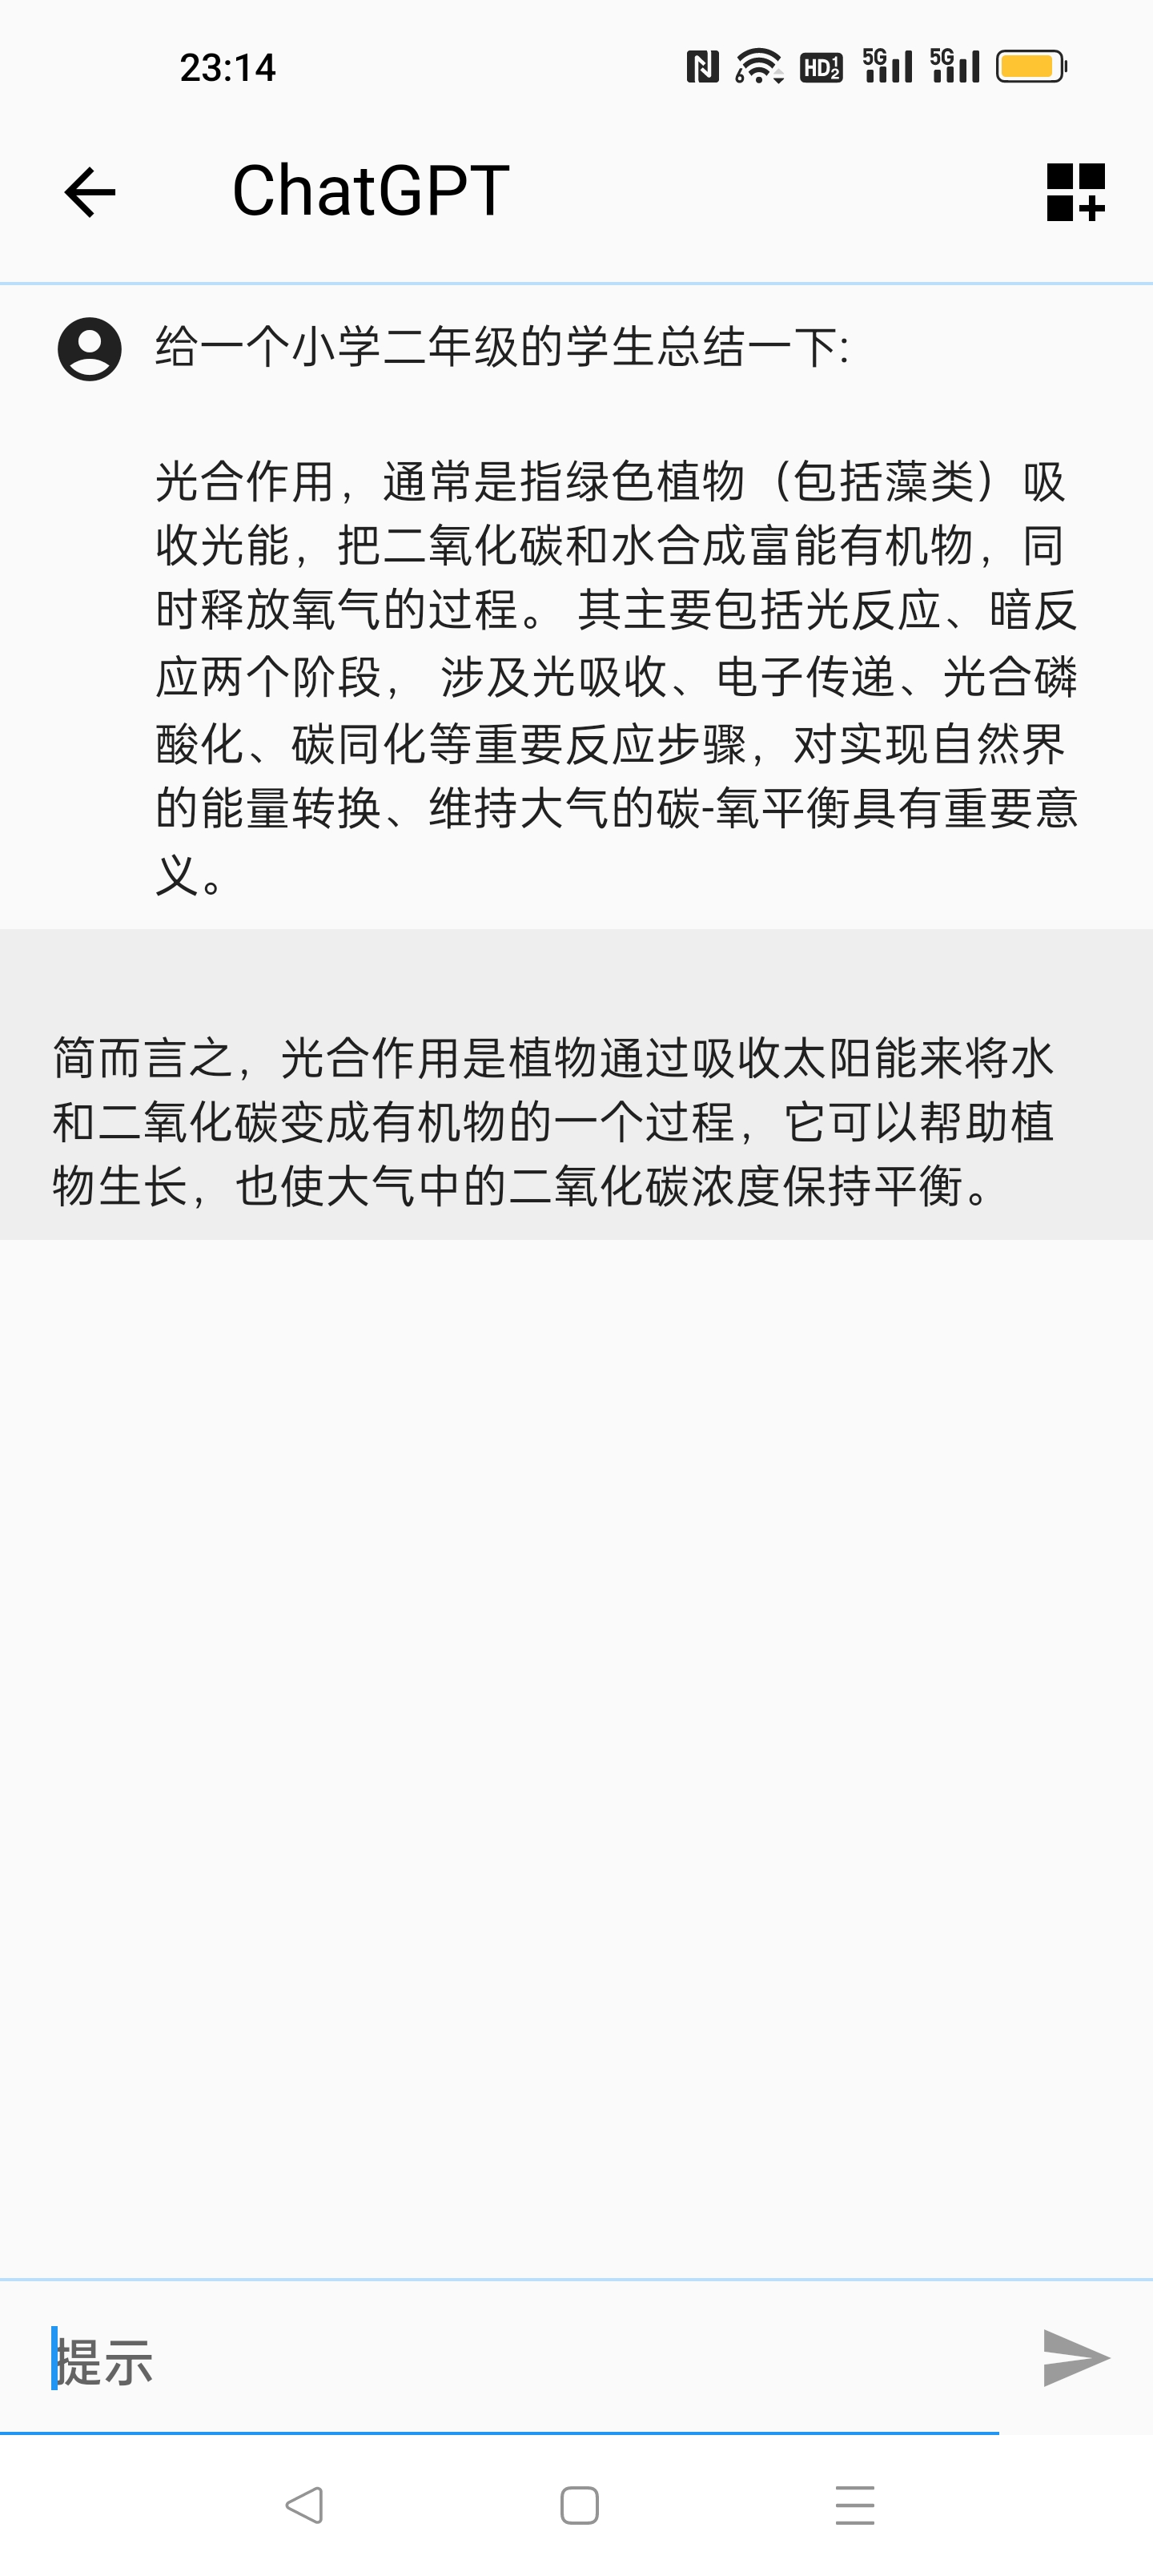 23:14
6 HD 1 2 5G 5G
ChatGPT
给一个小学二年级的学生总结一下:
光合作用，通常是指绿色植物（包括藻类）吸
收光能，把二氧化碳和水合成富能有机物，同
时释放氧气的过程。 其主要包括光反应、暗反
应两个阶段， 涉及光吸收、电子传递、光合磷
酸化、碳同化等重要反应步骤，对实现自然界
的能量转换、维持大气的碳-氧平衡具有重要意
义。
简而言之，光合作用是植物通过吸收太阳能来将水
和二氧化碳变成有机物的一个过程，它可以帮助植
物生长，也使大气中的二氧化碳浓度保持平衡。
提示